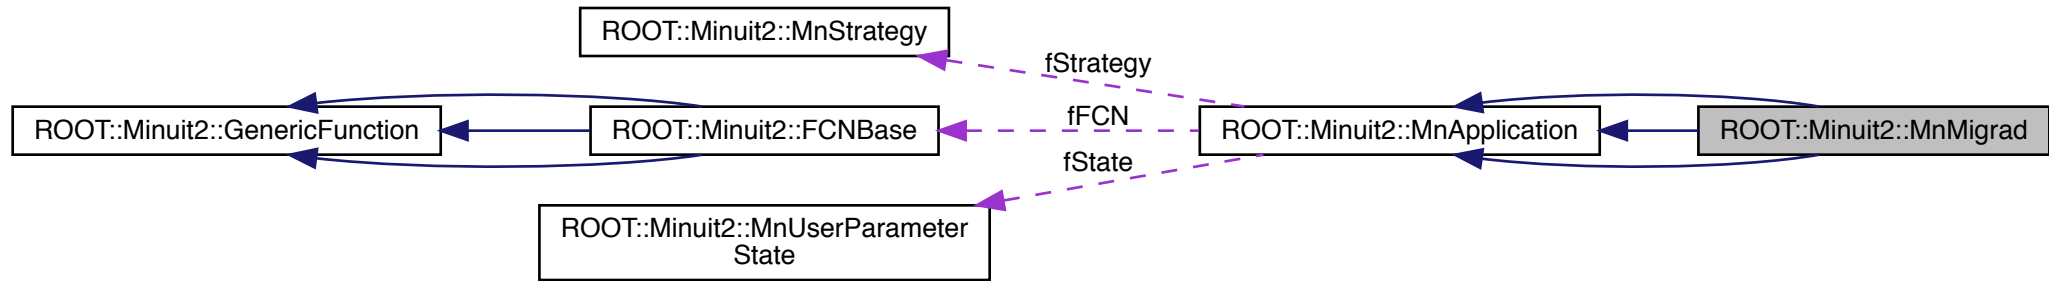 ROOT::Minuit2::MnStrategy
fStrategy
ROOT::Minuit2::GenericFunction
ROOT::Minuit2::FCNBase
fFCN
ROOT::Minuit2::MnApplication
ROOT::Minuit2::MnMigrad
fState
ROOT::Minuit2::MnUserParameter
State